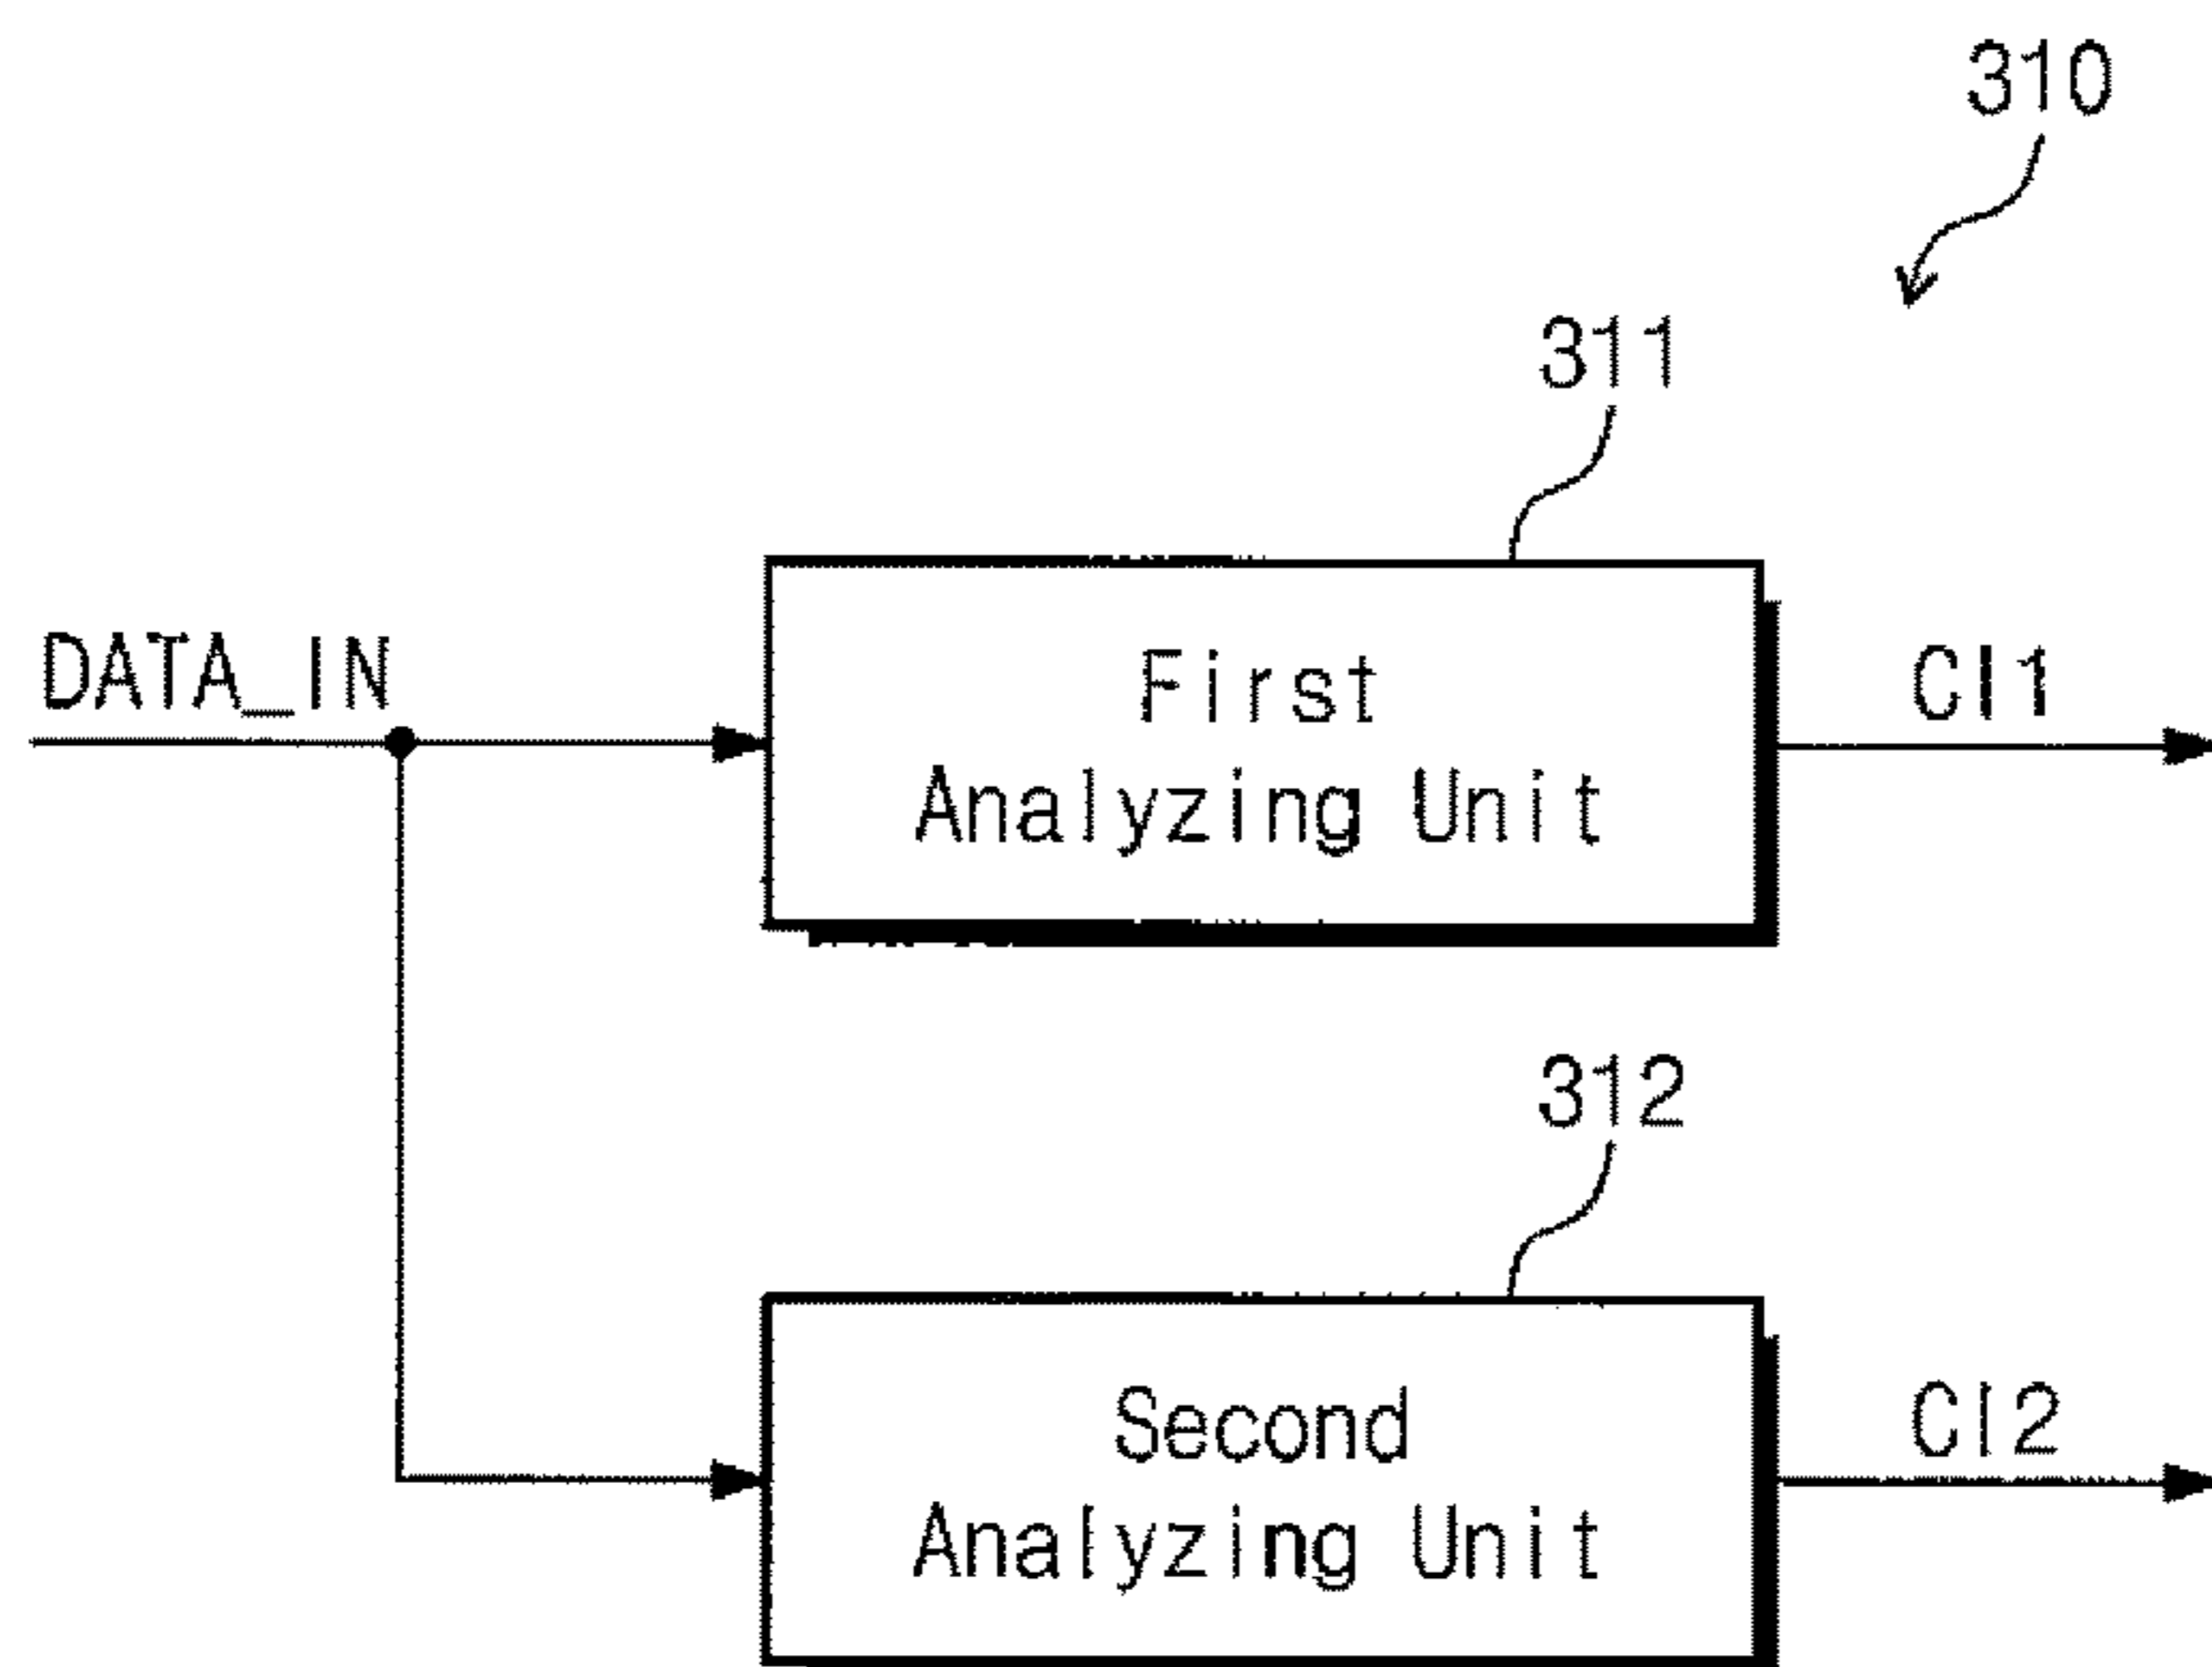 310
311
DATA_IN
First
Analyzing Unit
CI1
312
Second
Analyzing Unit
CI2